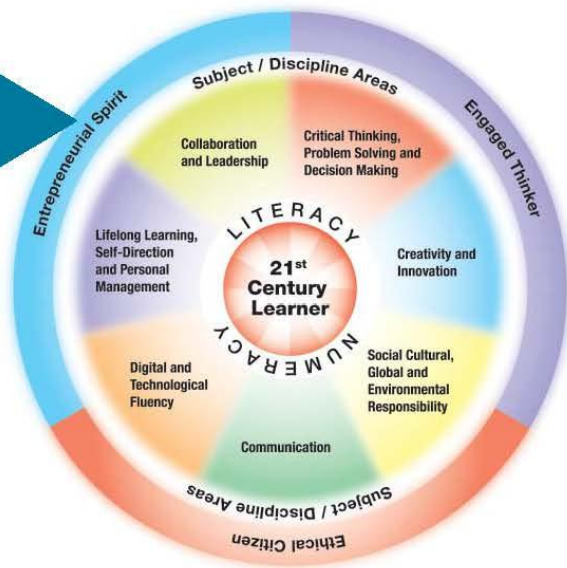 Entrepreneurial Spirit
Engaged Thinker
Ethical Citizen
Subject / Discipline Areas
Subject / Discipline Areas
Collaboration
and Leadership
Critical Thinking,
Problem Solving and
Decision Making
Creativity and
Innovation
Social Cultural,
Global and
Environmental
Responsibility
Communication
Digital and
Technological
Fluency
Lifelong Learning,
Self-Direction
and Personal
Management
LITERACY
21st
Century
Learner
NUMERACY